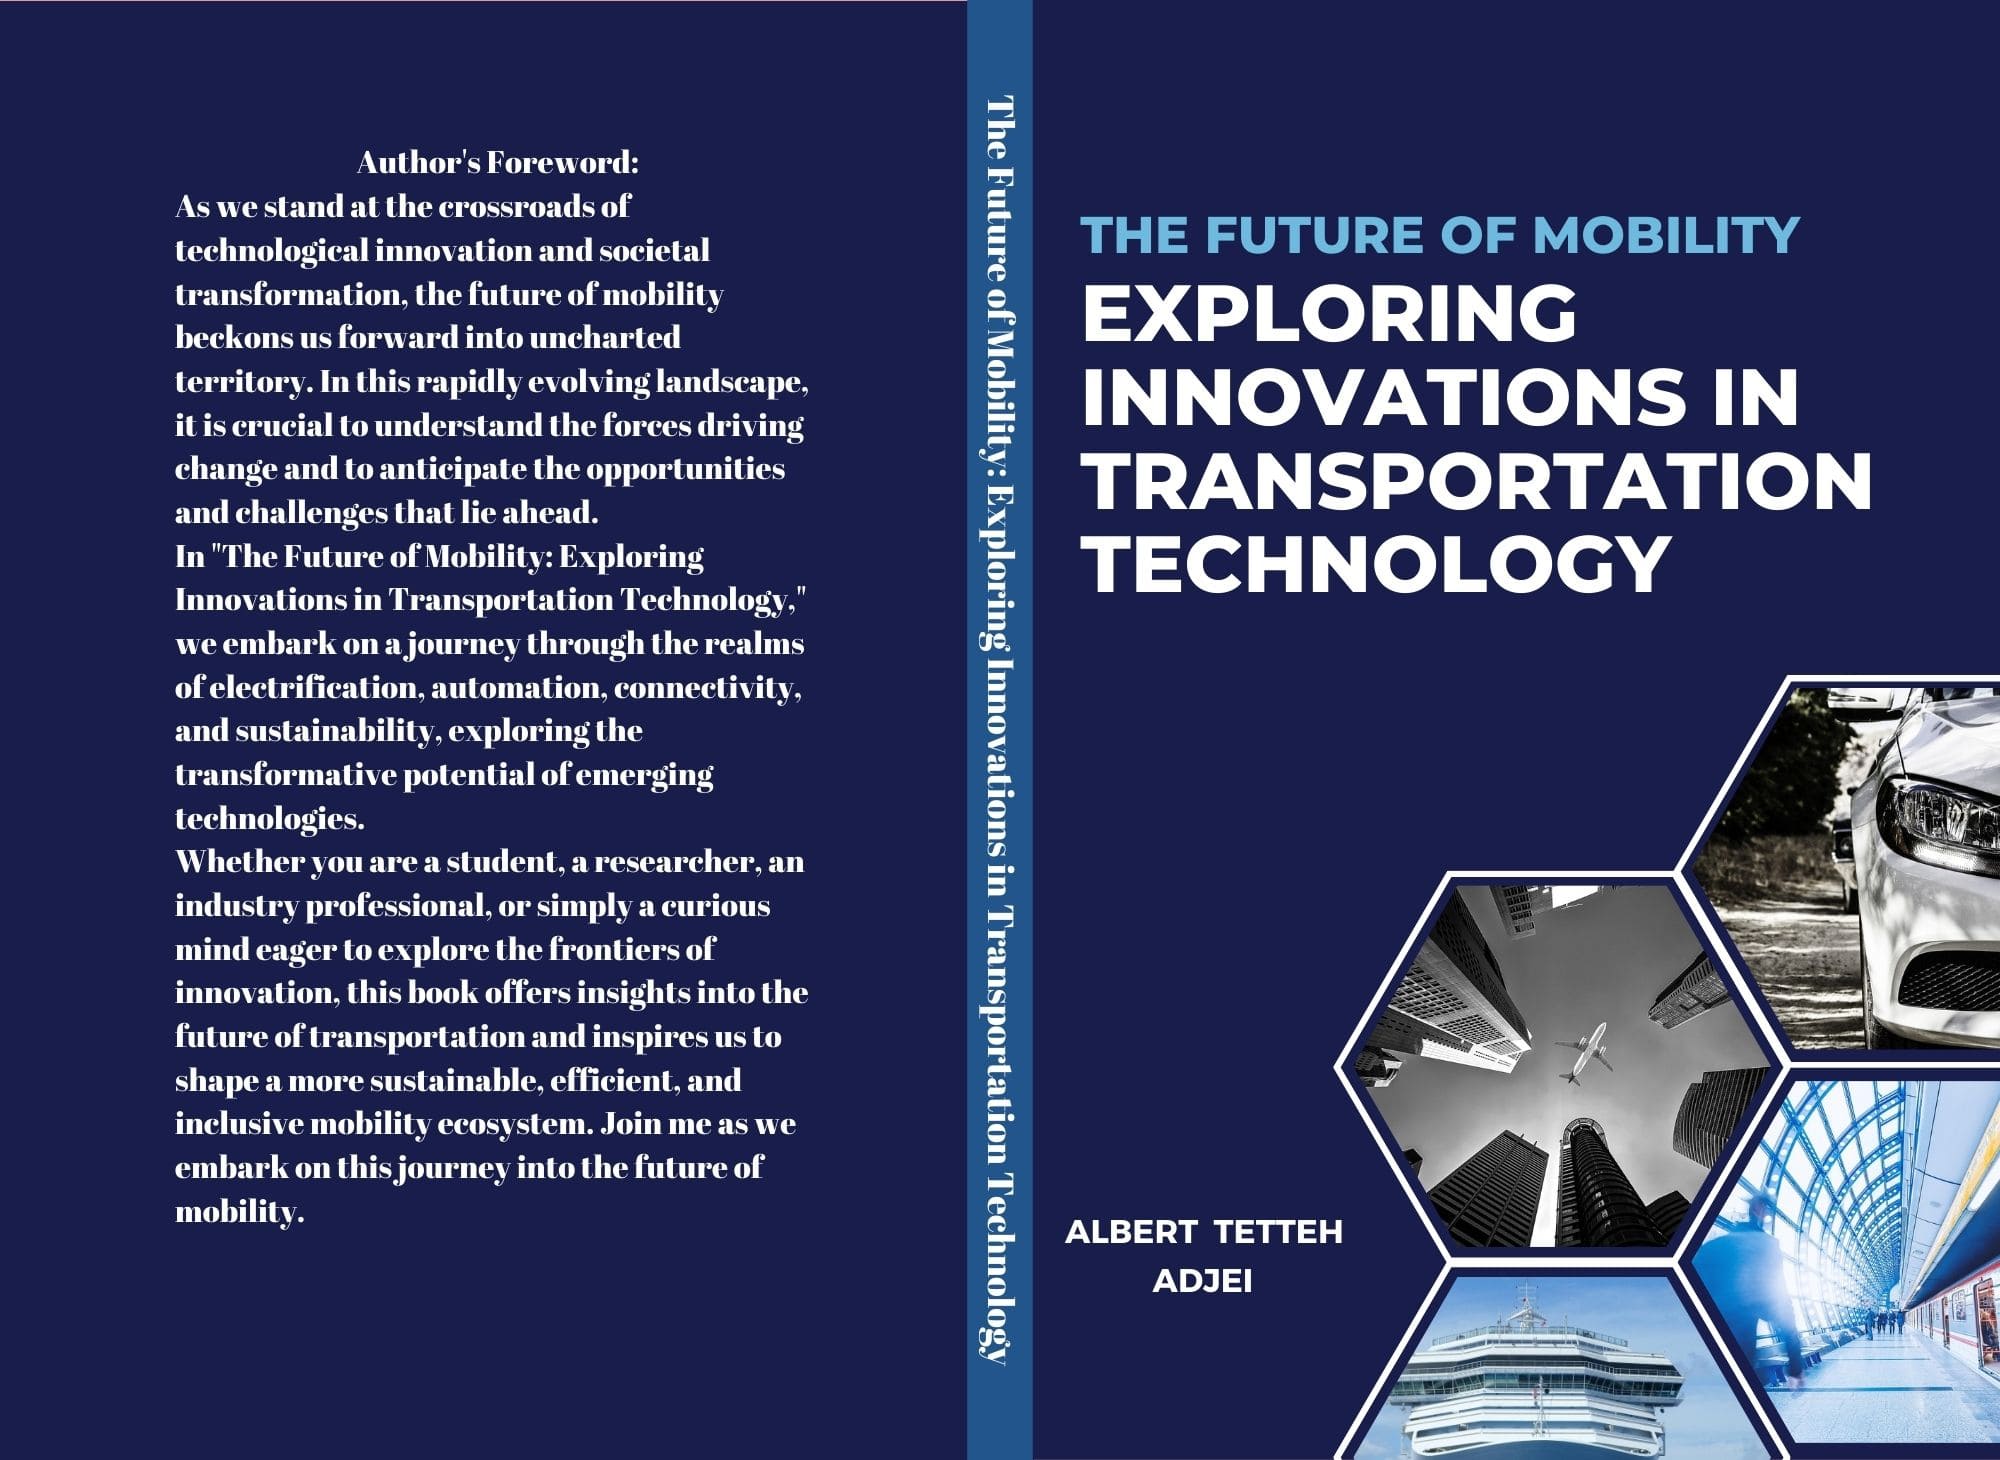 Author's Foreword:
As we stand at the crossroads of
technological innovation and societal
transformation, the future of mobility
beckons us forward into uncharted
territory. In this rapidly evolving landscape,
it is crucial to understand the forces driving
change and to anticipate the opportunities
and challenges that lie ahead.
In "The Future of Mobility: Exploring
Innovations in Transportation Technology,"
we embark on a journey through the realms
of electrification, automation, connectivity,
and sustainability, exploring the
transformative potential of emerging
technologies.
Whether you are a student, a researcher, an
industry professional, or simply a curious
mind eager to explore the frontiers of
innovation, this book offers insights into the
future of transportation and inspires us to
shape a more sustainable, efficient, and
inclusive mobility ecosystem. Join me as we
embark on this journey into the future of
mobility.
The Future of Mobility: Exploring Innovations in Transportation Technology
THE FUTURE OF MOBILITY
EXPLORING
INNOVATIONS IN
TRANSPORTATION
TECHNOLOGY
ALBERT TETTEH
ADJEI